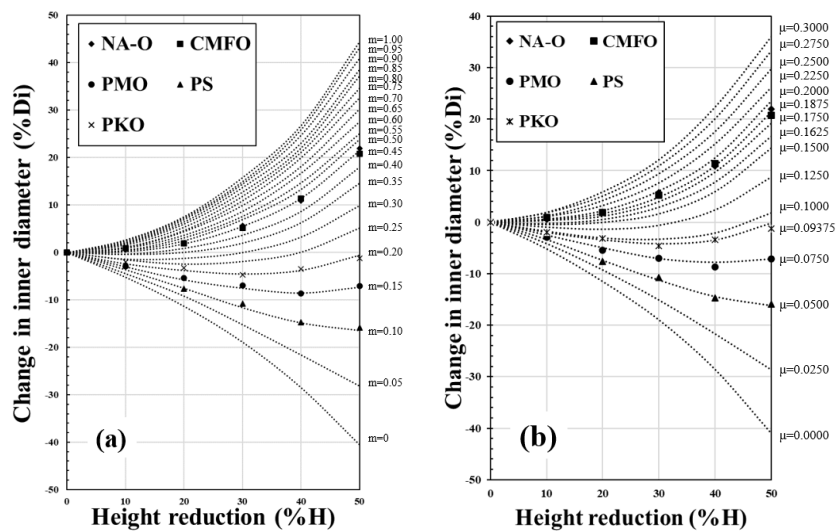 50
40
30
20
10
0
-10
-20
-30
-40
-50
Change in inner diameter (%Di)
NA-O
CMFO
PMO
PS
PKO
(a)
0
10
20
30
40
50
Height reduction (%H)
m=1.00
m=0.95
m=0.90
m=0.85
m=0.80
m=0.75
m=0.70
m=0.65
m=0.60
m=0.55
m=0.50
m=0.45
m=0.40
m=0.35
m=0.30
m=0.25
m=0.20
m=0.15
m=0.10
m=0.05
m=0
40
30
20
10
0
-10
-20
-30
-40
-50
Change in inner diameter (%Di)
NA-O
CMFO
PMO
PS
PKO
(b)
0
10
20
30
40
50
Height reduction (%H)
μ=0.3000
μ=0.2750
μ=0.2500
μ=0.2250
μ=0.2000
μ=0.1875
μ=0.1750
μ=0.1625
μ=0.1500
μ=0.1250
μ=0.1000
μ=0.09375
μ=0.0750
μ=0.0500
μ=0.0250
μ=0.0000